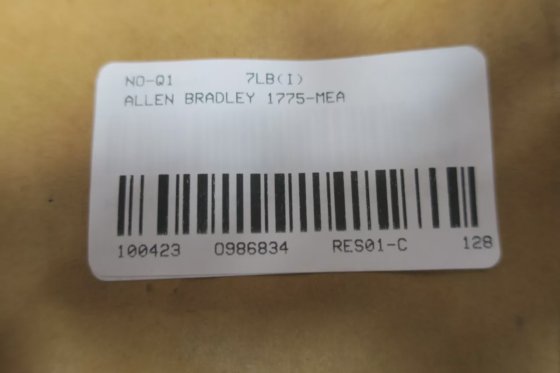 NO-Q1 7LB(I)
ALLEN BRADLEY 1775-MEA
100423 0986834 RES01-C 128